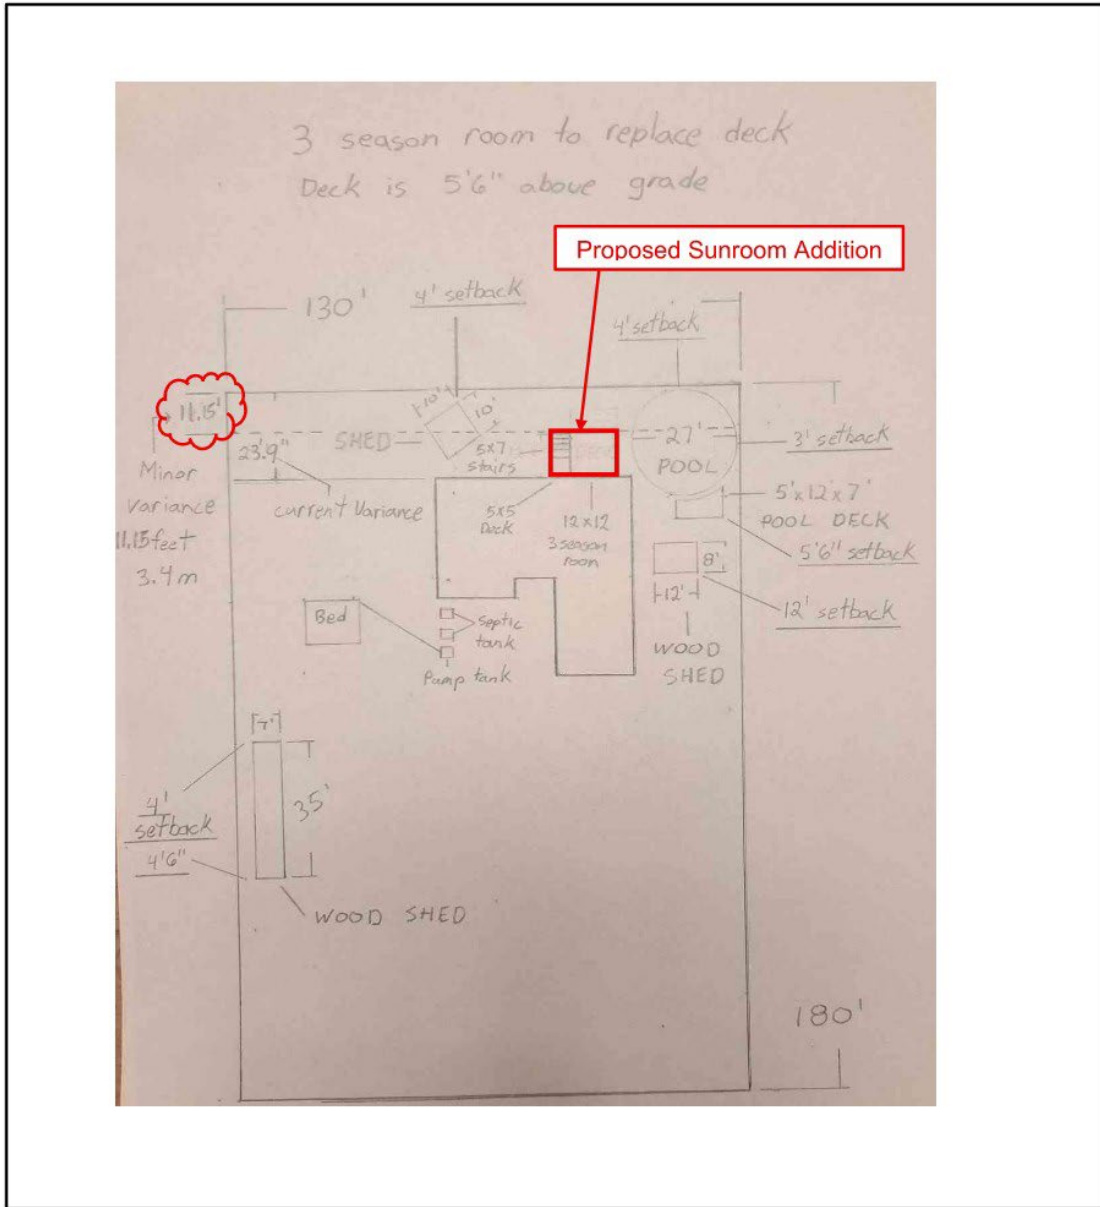 3 season room to replace deck
Deck is 5'6" above grade
Proposed Sunroom Addition
130'
4' setback
4' setback
11.15'
10'
10'
SHED
23'9"
5x7
stairs
27'
POOL
3' setback
Minor
variance
11.15 feet
3.4m
current Variance
5x5
Deck
12x12
3 season
room
5'x12'x7'
POOL DECK
5'6" setback
8'
12'
12' setback
WOOD
SHED
Bed
Septic
tank
Pump tank
7'
35'
4'
setback
4'6"
WOOD SHED
180'